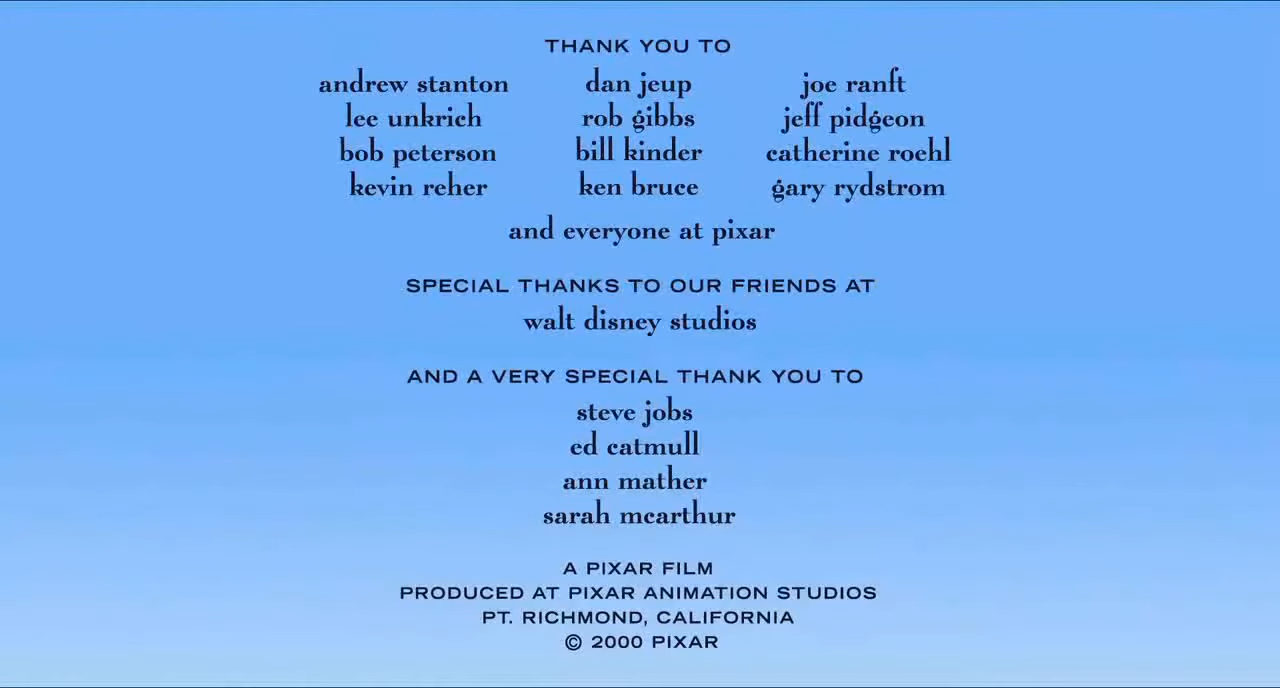 THANK YOU TO
andrew stanton dan jeup joe ranft
lee unkrich rob gibbs jeff pidgeon
bob peterson bill kinder catherine roehl
kevin reher ken bruce gary rydstrom
and everyone at pixar
SPECIAL THANKS TO OUR FRIENDS AT
walt disney studios
AND A VERY SPECIAL THANK YOU TO
steve jobs
ed catmull
ann mather
sarah mcarthur
A PIXAR FILM
PRODUCED AT PIXAR ANIMATION STUDIOS
PT. RICHMOND, CALIFORNIA
© 2000 PIXAR